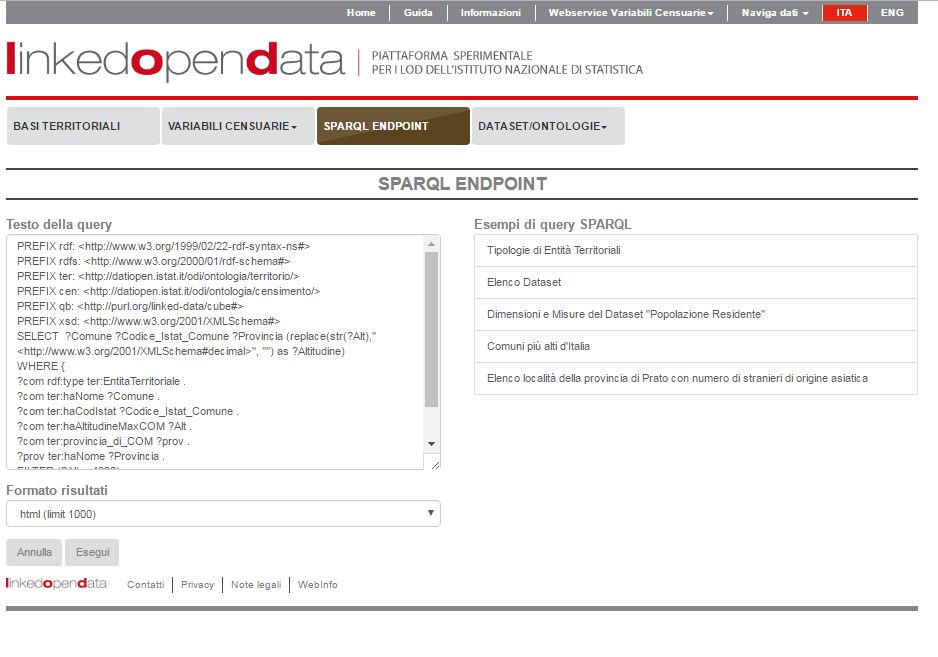 Home Guida Informazioni Webservice Variabili Censuarie Naviga dati ITA ENG
linkedopendata
PIATTAFORMA SPERIMENTALE
PER I LOD DELL'ISTITUTO NAZIONALE DI STATISTICA
BASI TERRITORIALI VARIABILI CENSUARIE SPARQL ENDPOINT DATASET/ONTOLOGIE
SPARQL ENDPOINT
Testo della query
PREFIX rdf: <http://www.w3.org/1999/02/22-rdf-syntax-ns#>
PREFIX rdfs: <http://www.w3.org/2000/01/rdf-schema#>
PREFIX ter: <http://datiopen.istat.it/odi/ontologia/territorio/>
PREFIX cen: <http://datiopen.istat.it/odi/ontologia/censimento/>
PREFIX qb: <http://purl.org/linked-data/cube#>
PREFIX xsd: <http://www.w3.org/2001/XMLSchema#>
SELECT ?Comune ?Codice_Istat_Comune ?Provincia (replace(str(?Alt),"
<http://www.w3.org/2001/XMLSchema#decimal>", "") as ?Altitudine)
WHERE {
?com rdf:type ter:EntitaTerritoriale .
?com ter:haNome ?Comune .
?com ter:haCodIstat ?Codice_Istat_Comune .
?com ter:haAltitudineMaxCOM ?Alt .
?com ter:provincia_di_COM ?prov .
?prov ter:haNome ?Provincia .
Esempi di query SPARQL
Tipologie di Entità Territoriali
Elenco Dataset
Dimensioni e Misure del Dataset "Popolazione Residente"
Comuni più alti d'Italia
Elenco località della provincia di Prato con numero di stranieri di origine asiatica
Formato risultati
html (limit 1000)
Annulla Esegui
linkedopendata Contatti Privacy Note legali WebInfo